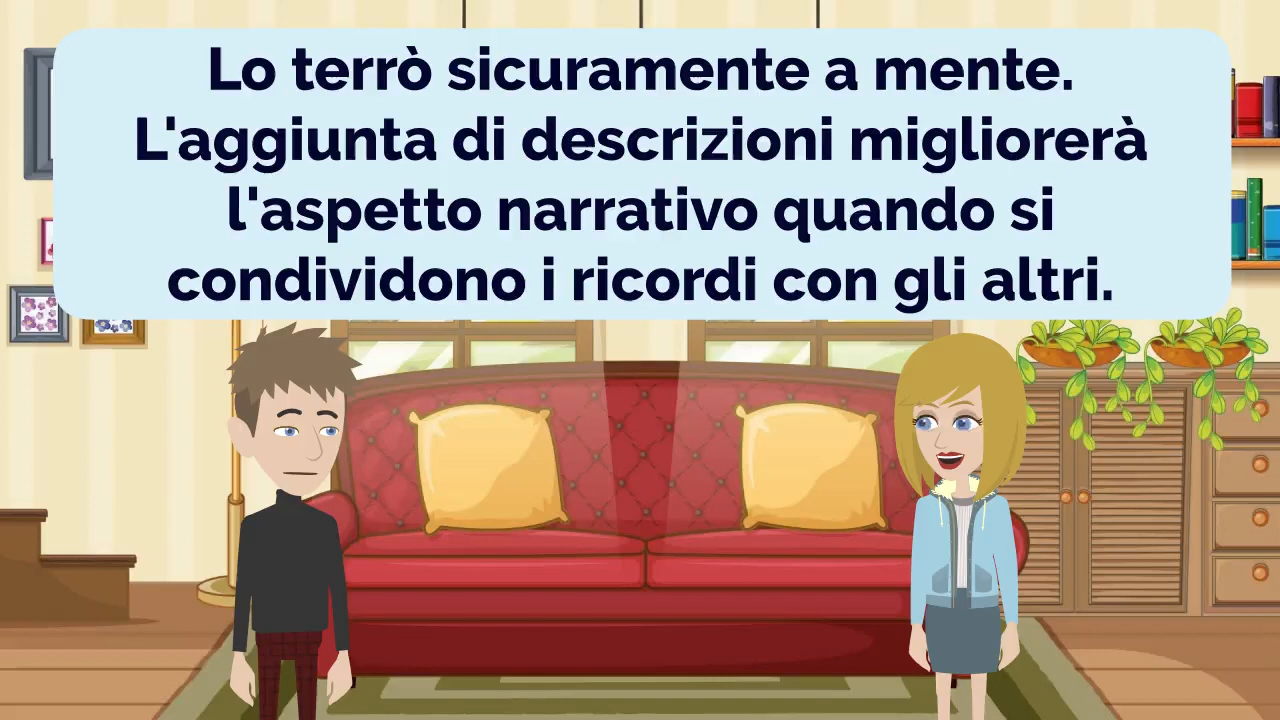 Lo terrò sicuramente a mente.
L'aggiunta di descrizioni migliorerà
l'aspetto narrativo quando si
condividono i ricordi con gli altri.